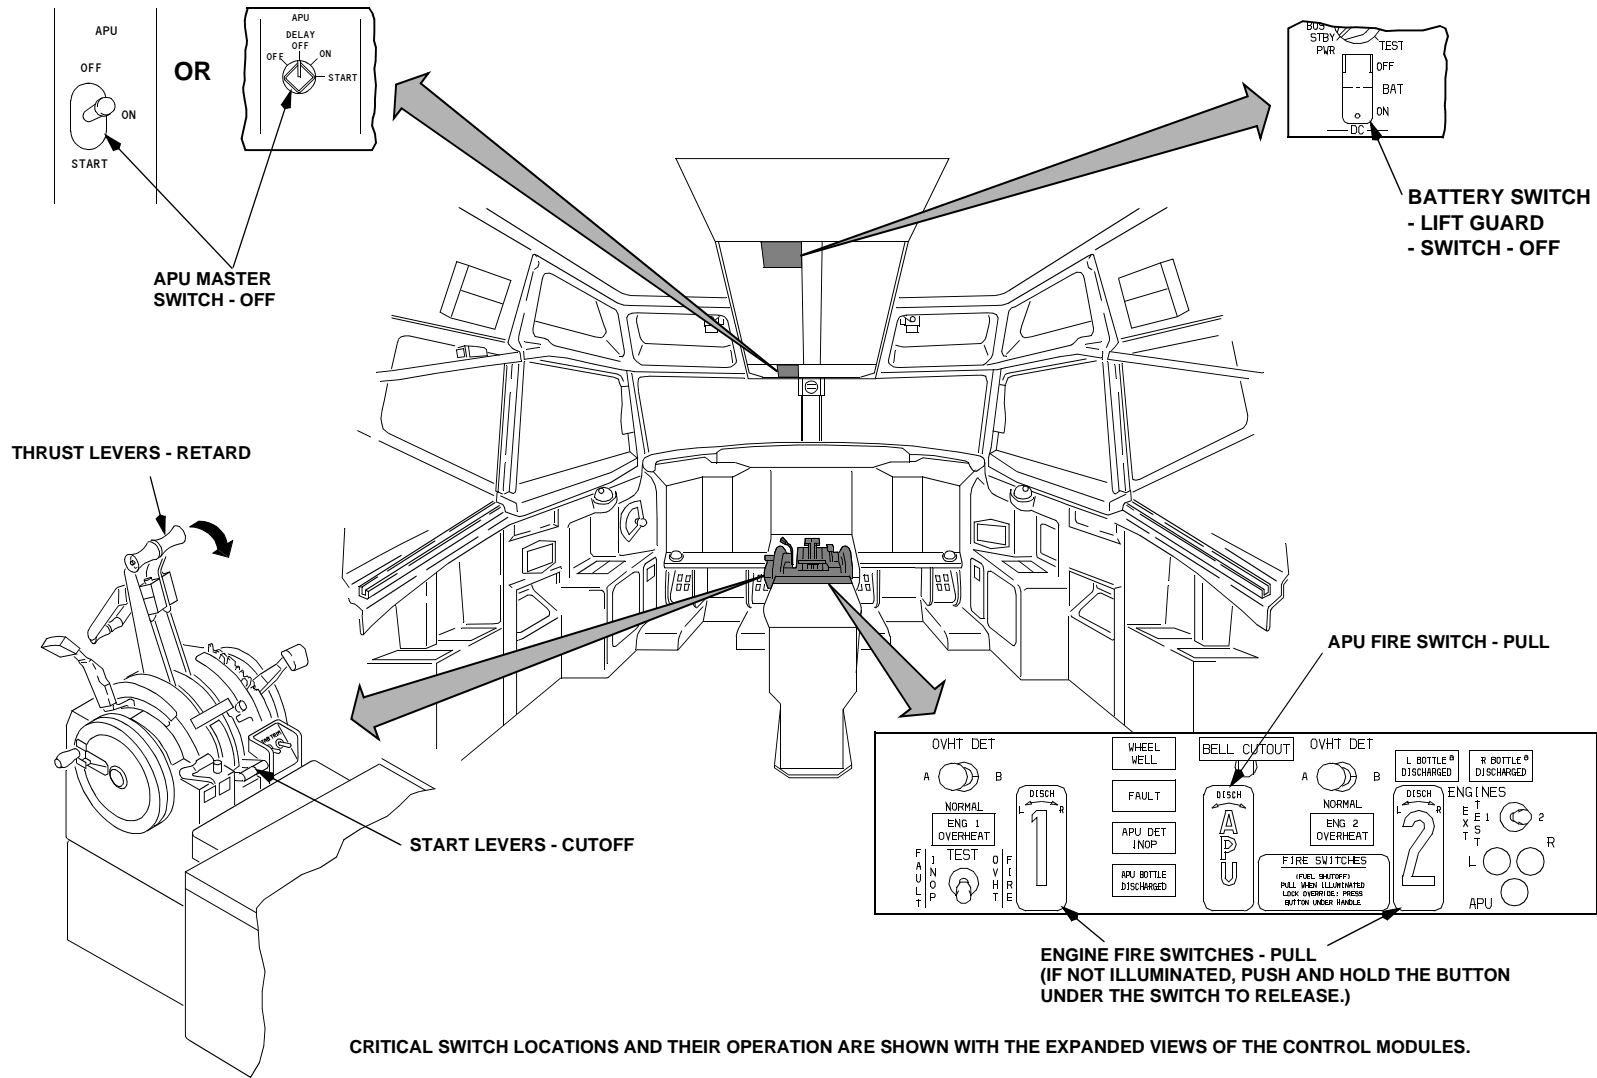 APU
OFF
ON
START
OR
APU
DELAY
OFF
OFF
ON
START
APU MASTER
SWITCH - OFF
STBY
PWR
TEST
OFF
BAT
ON
DC
BATTERY SWITCH
- LIFT GUARD
- SWITCH - OFF
THRUST LEVERS - RETARD
START LEVERS - CUTOFF
APU FIRE SWITCH - PULL
OVHT DET
A
B
NORMAL
ENG 1
OVERHEAT
FAULT
INOP
TEST
OVHT
FIRE
DISCH
L
R
1
WHEEL
WELL
FAULT
APU DET
INOP
APU BOTTLE
DISCHARGED
BELL CUTOUT
DISCH
APU
OVHT DET
A
B
NORMAL
ENG 2
OVERHEAT
FIRE SWITCHES
(FUEL SHUTOFF)
PULL WHEN ILLUMINATED
LOCK OVERRIDE: PRESS
BUTTON UNDER HANDLE
DISCH
L
R
2
L BOTTLE
DISCHARGED
R BOTTLE
DISCHARGED
ENGINES
EXT
TEST
1
2
L
R
APU
ENGINE FIRE SWITCHES - PULL
(IF NOT ILLUMINATED, PUSH AND HOLD THE BUTTON
UNDER THE SWITCH TO RELEASE.)
CRITICAL SWITCH LOCATIONS AND THEIR OPERATION ARE SHOWN WITH THE EXPANDED VIEWS OF THE CONTROL MODULES.